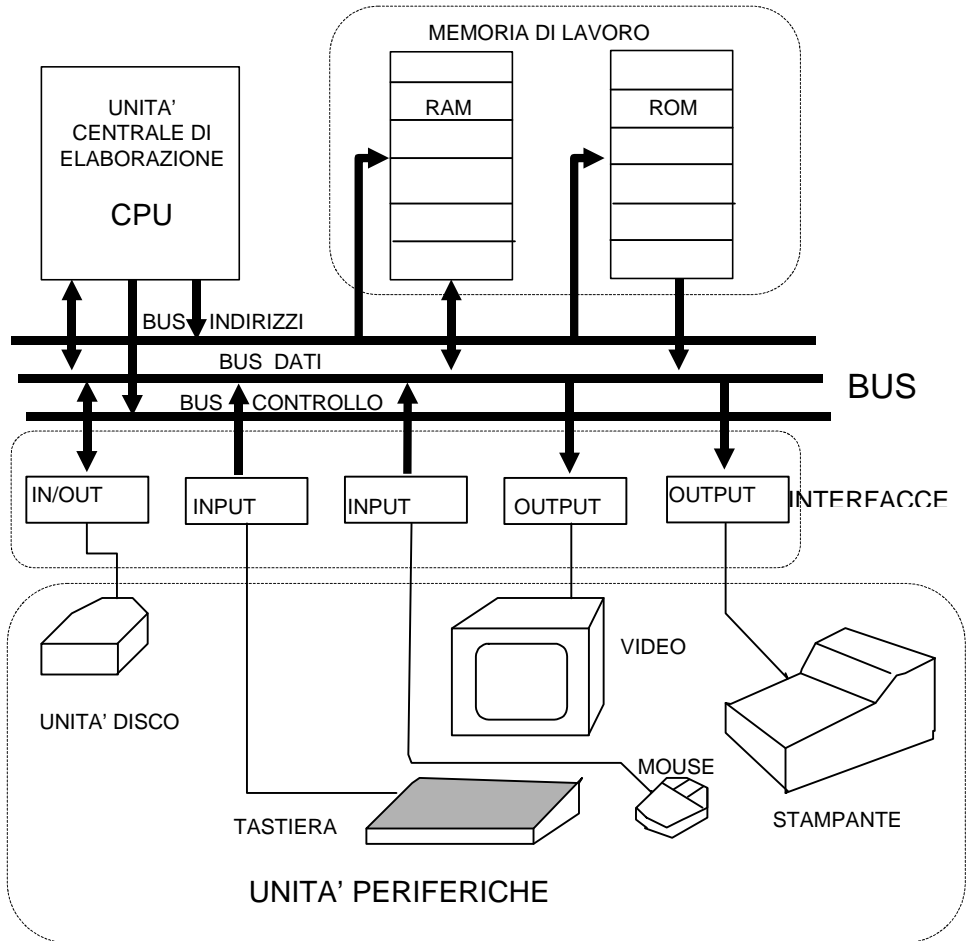 MEMORIA DI LAVORO
UNITA'
CENTRALE DI
ELABORAZIONE
CPU
RAM
ROM
BUS INDIRIZZI
BUS DATI
BUS
BUS CONTROLLO
IN/OUT
INPUT
INPUT
OUTPUT
OUTPUT
INTERFACCE
VIDEO
UNITA' DISCO
MOUSE
TASTIERA
STAMPANTE
UNITA' PERIFERICHE